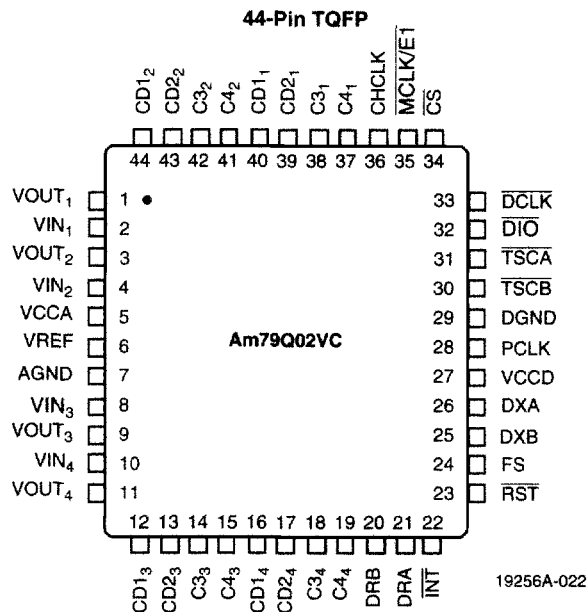 44-Pin TQFP
CD1₂ CD2₂ C3₂ C4₂ CD1₁ CD2₁ C3₁ C4₁ CHCLK MCLK/E1 CS
44 43 42 41 40 39 38 37 36 35 34
VOUT₁ 1 33 DCLK
VIN₁ 2 32 DIO
VOUT₂ 3 31 TSCA
VIN₂ 4 30 TSCB
VCCA 5 29 DGND
VREF 6 Am79Q02VC 28 PCLK
AGND 7 27 VCCD
VIN₃ 8 26 DXA
VOUT₃ 9 25 DXB
VIN₄ 10 24 FS
VOUT₄ 11 23 RST
12 13 14 15 16 17 18 19 20 21 22
CD1₃ CD2₃ C3₃ C4₃ CD1₄ CD2₄ C3₄ C4₄ DRB DRA INT
19256A-022